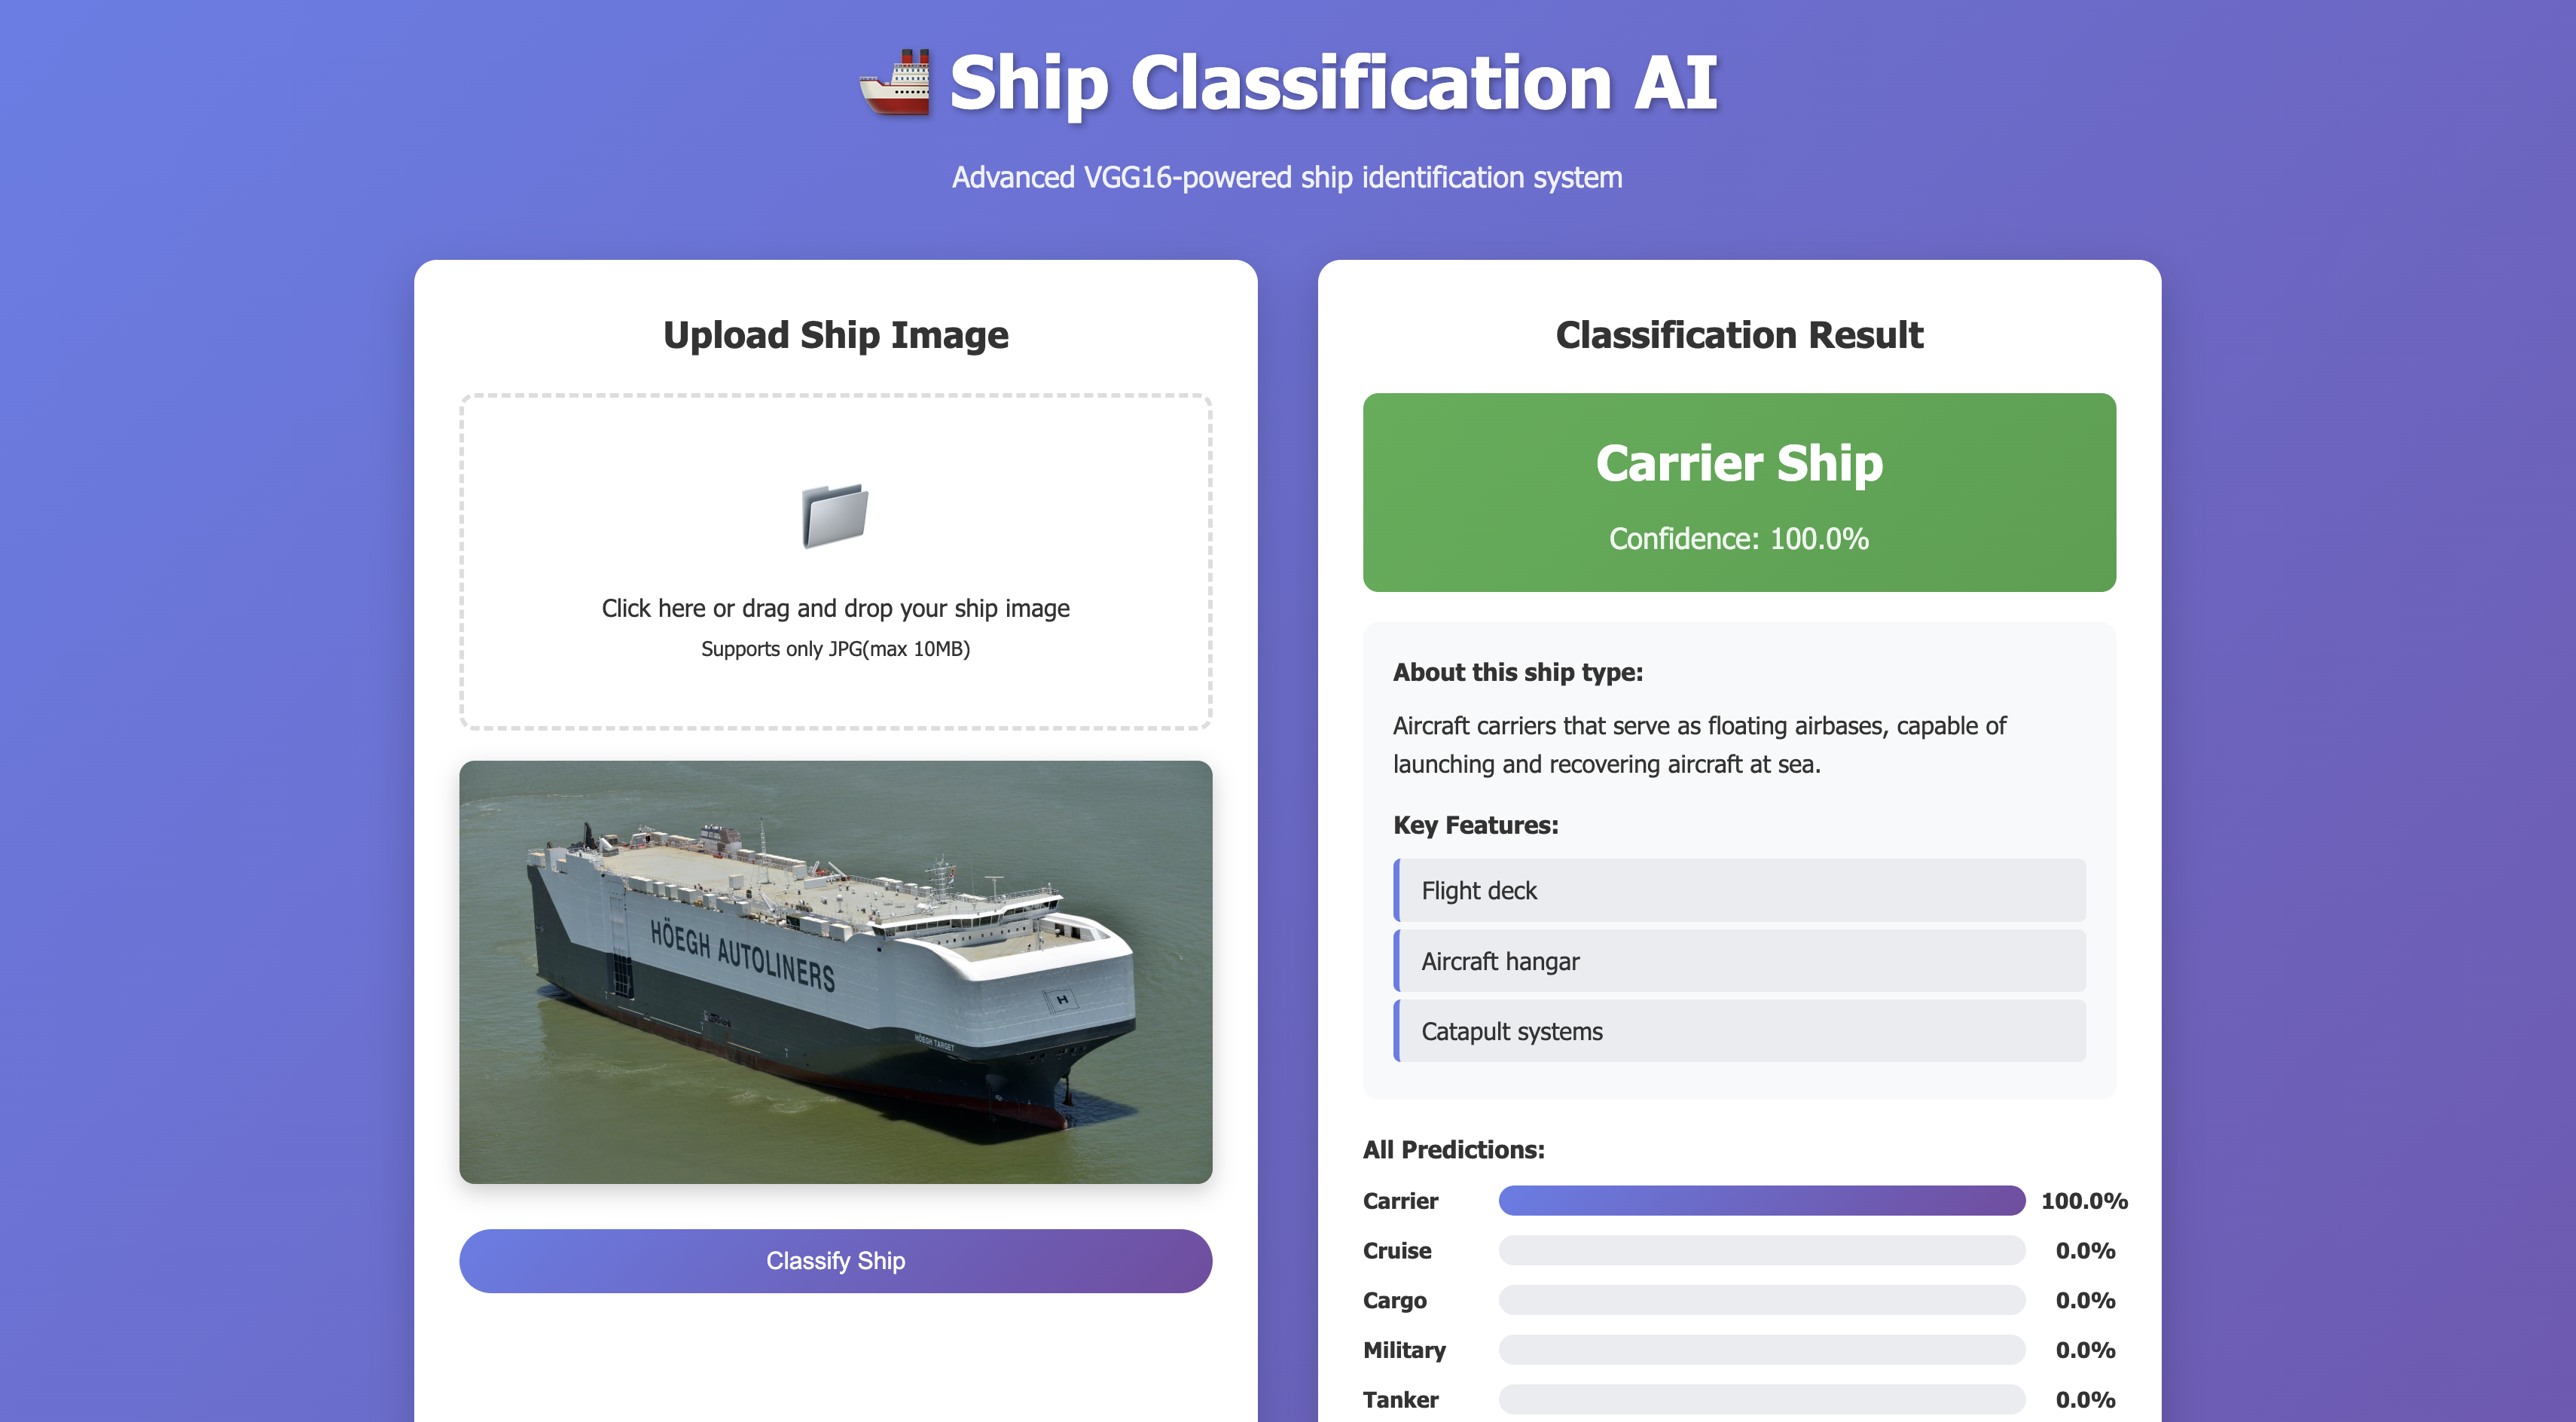 Ship Classification AI
Advanced VGG16-powered ship identification system
Upload Ship Image
Click here or drag and drop your ship image
Supports only JPG(max 10MB)
HÖEGH AUTOLINERS
H
HÖEGH TARGET
Classify Ship
Classification Result
Carrier Ship
Confidence: 100.0%
About this ship type:
Aircraft carriers that serve as floating airbases, capable of
launching and recovering aircraft at sea.
Key Features:
Flight deck
Aircraft hangar
Catapult systems
All Predictions:
Carrier 100.0%
Cruise 0.0%
Cargo 0.0%
Military 0.0%
Tanker 0.0%